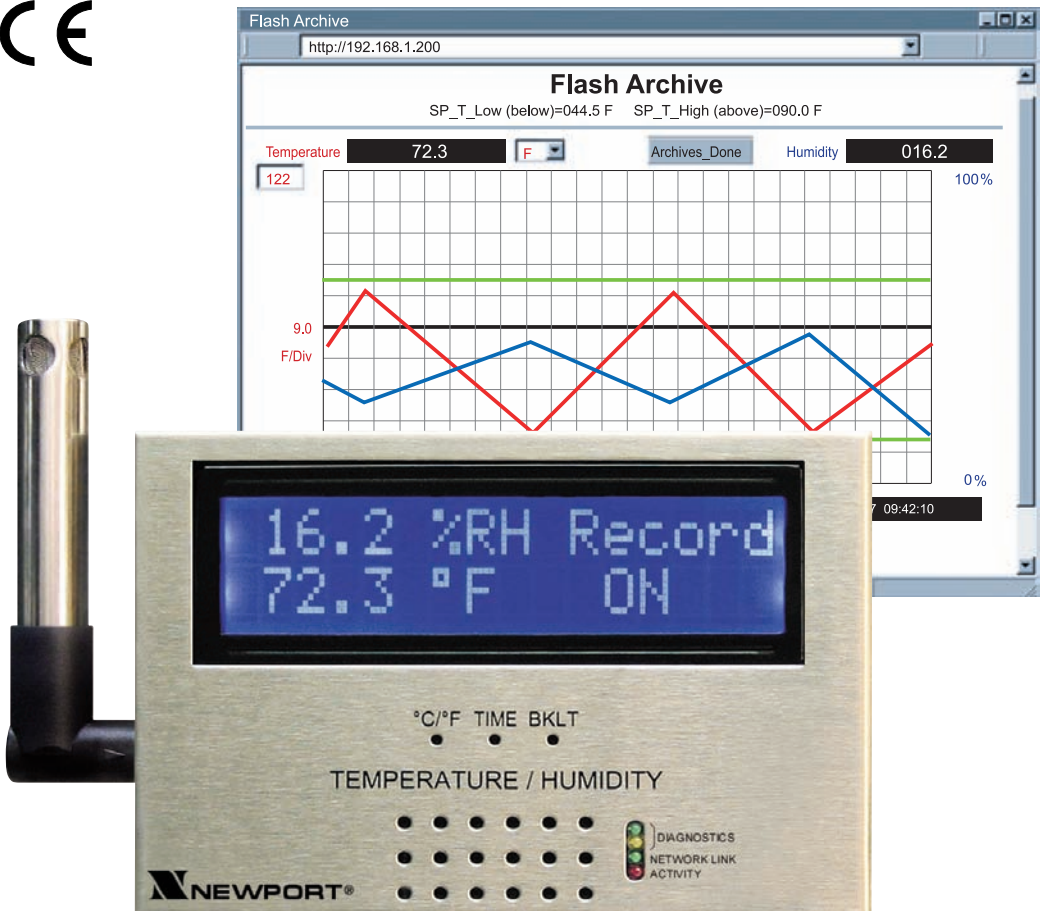 CE
Flash Archive
http://192.168.1.200
Flash Archive
SP_T_Low (below)=044.5 F SP_T_High (above)=090.0 F
Temperature 72.3 F Archives_Done Humidity 016.2
122 100%
9.0
F/Div
0%
09:42:10
16.2 %RH Record
72.3 °F ON
°C/°F TIME BKLT
TEMPERATURE / HUMIDITY
DIAGNOSTICS
NETWORK LINK
ACTIVITY
NEWPORT®